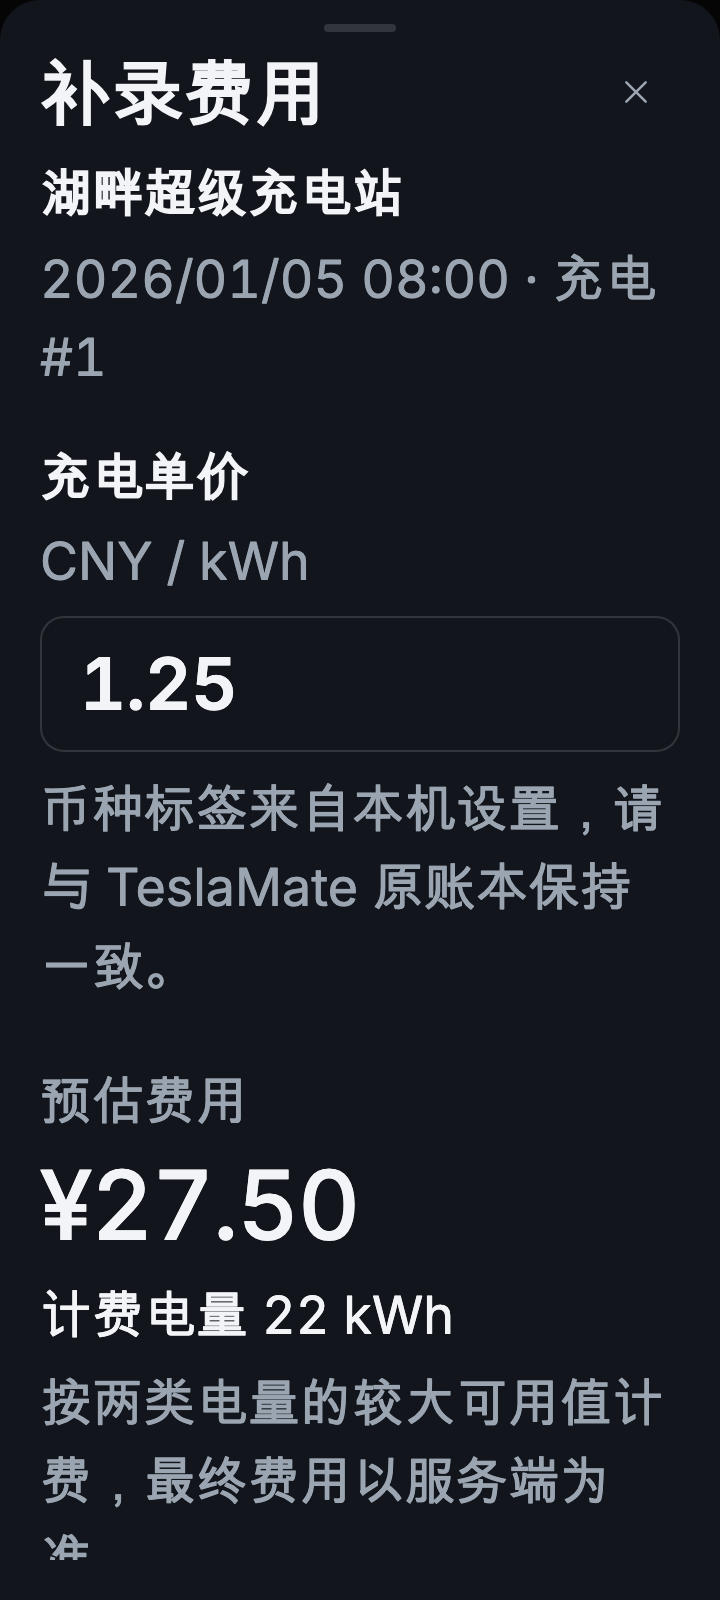 补录费用
湖畔超级充电站
2026/01/05 08:00 · 充电
#1
充电单价
CNY / kWh
1.25
币种标签来自本机设置，请
与 TeslaMate 原账本保持
一致。
预估费用
¥27.50
计费电量 22 kWh
按两类电量的较大可用值计
费，最终费用以服务端为
准